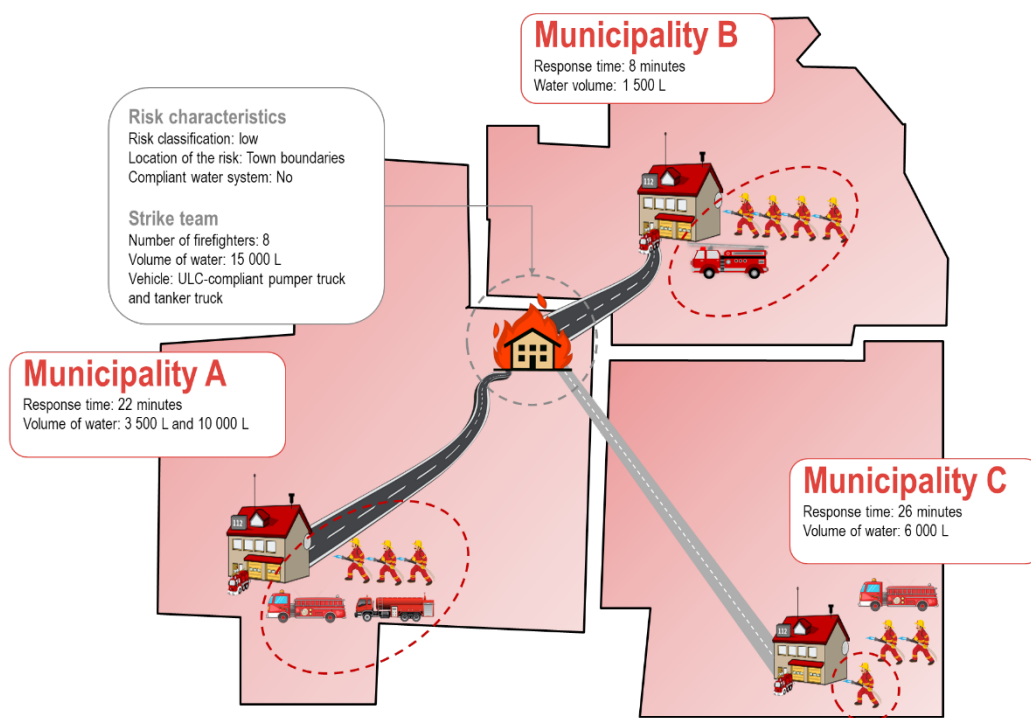 Municipality B
Response time: 8 minutes
Water volume: 1 500 L
Risk characteristics
Risk classification: low
Location of the risk: Town boundaries
Compliant water system: No
Strike team
Number of firefighters: 8
Volume of water: 15 000 L
Vehicle: ULC-compliant pumper truck
and tanker truck
112
Municipality A
Response time: 22 minutes
Volume of water: 3 500 L and 10 000 L
112
Municipality C
Response time: 26 minutes
Volume of water: 6 000 L
112